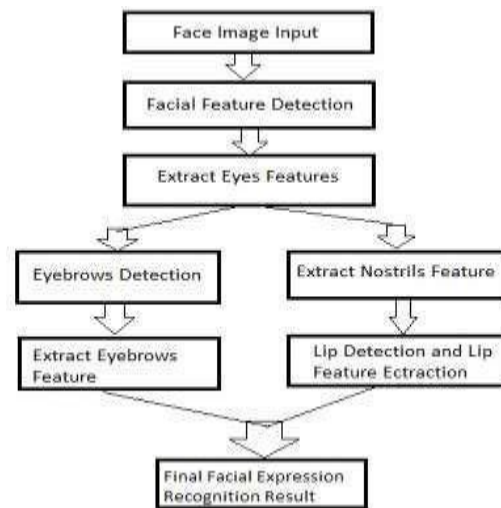 Face Image Input
Facial Feature Detection
Extract Eyes Features
Eyebrows Detection
Extract Nostrils Feature
Extract Eyebrows
Feature
Lip Detection and Lip
Feature Ectraction
Final Facial Expression
Recognition Result